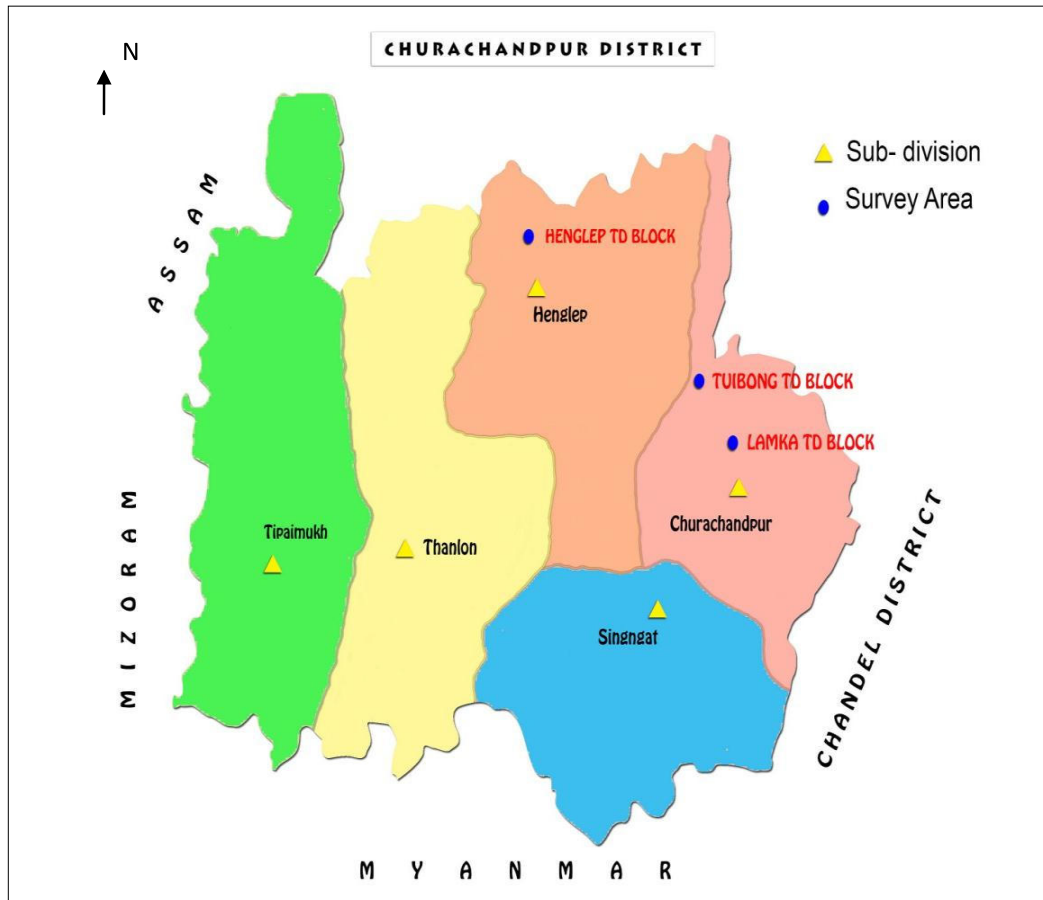 N
CHURACHANDPUR DISTRICT
Sub- division
Survey Area
ASSAM
HENGLEP TD BLOCK
Henglep
TUIBONG TD BLOCK
LAMKA TD BLOCK
Churachandpur
Tipaimukh
Thanlon
Singngat
MIZORAM
CHANDEL DISTRICT
MYANMAR